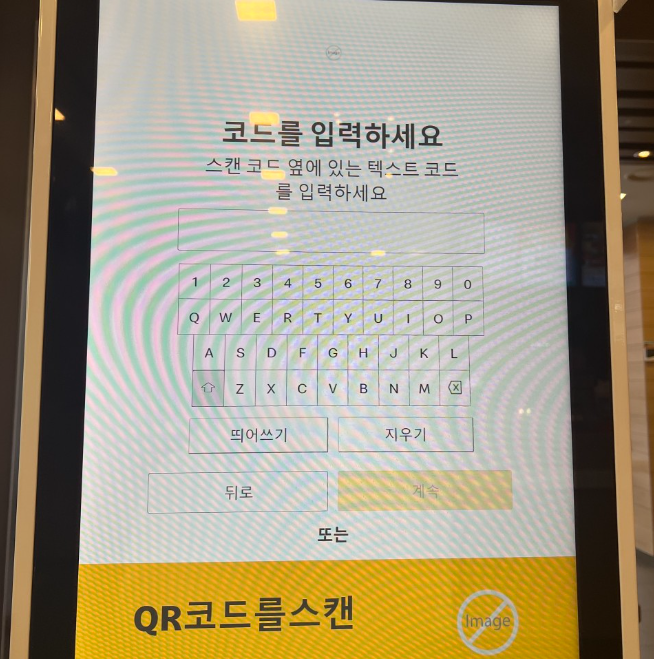 코드를 입력하세요
스캔 코드 옆에 있는 텍스트 코드
를 입력하세요
1 2 3 4 5 6 7 8 9 0
Q W E R T Y U I O P
A S D F G H J K L
Z X C V B N M X
띄어쓰기 지우기
뒤로 계속
또는
QR코드를스캔
Image